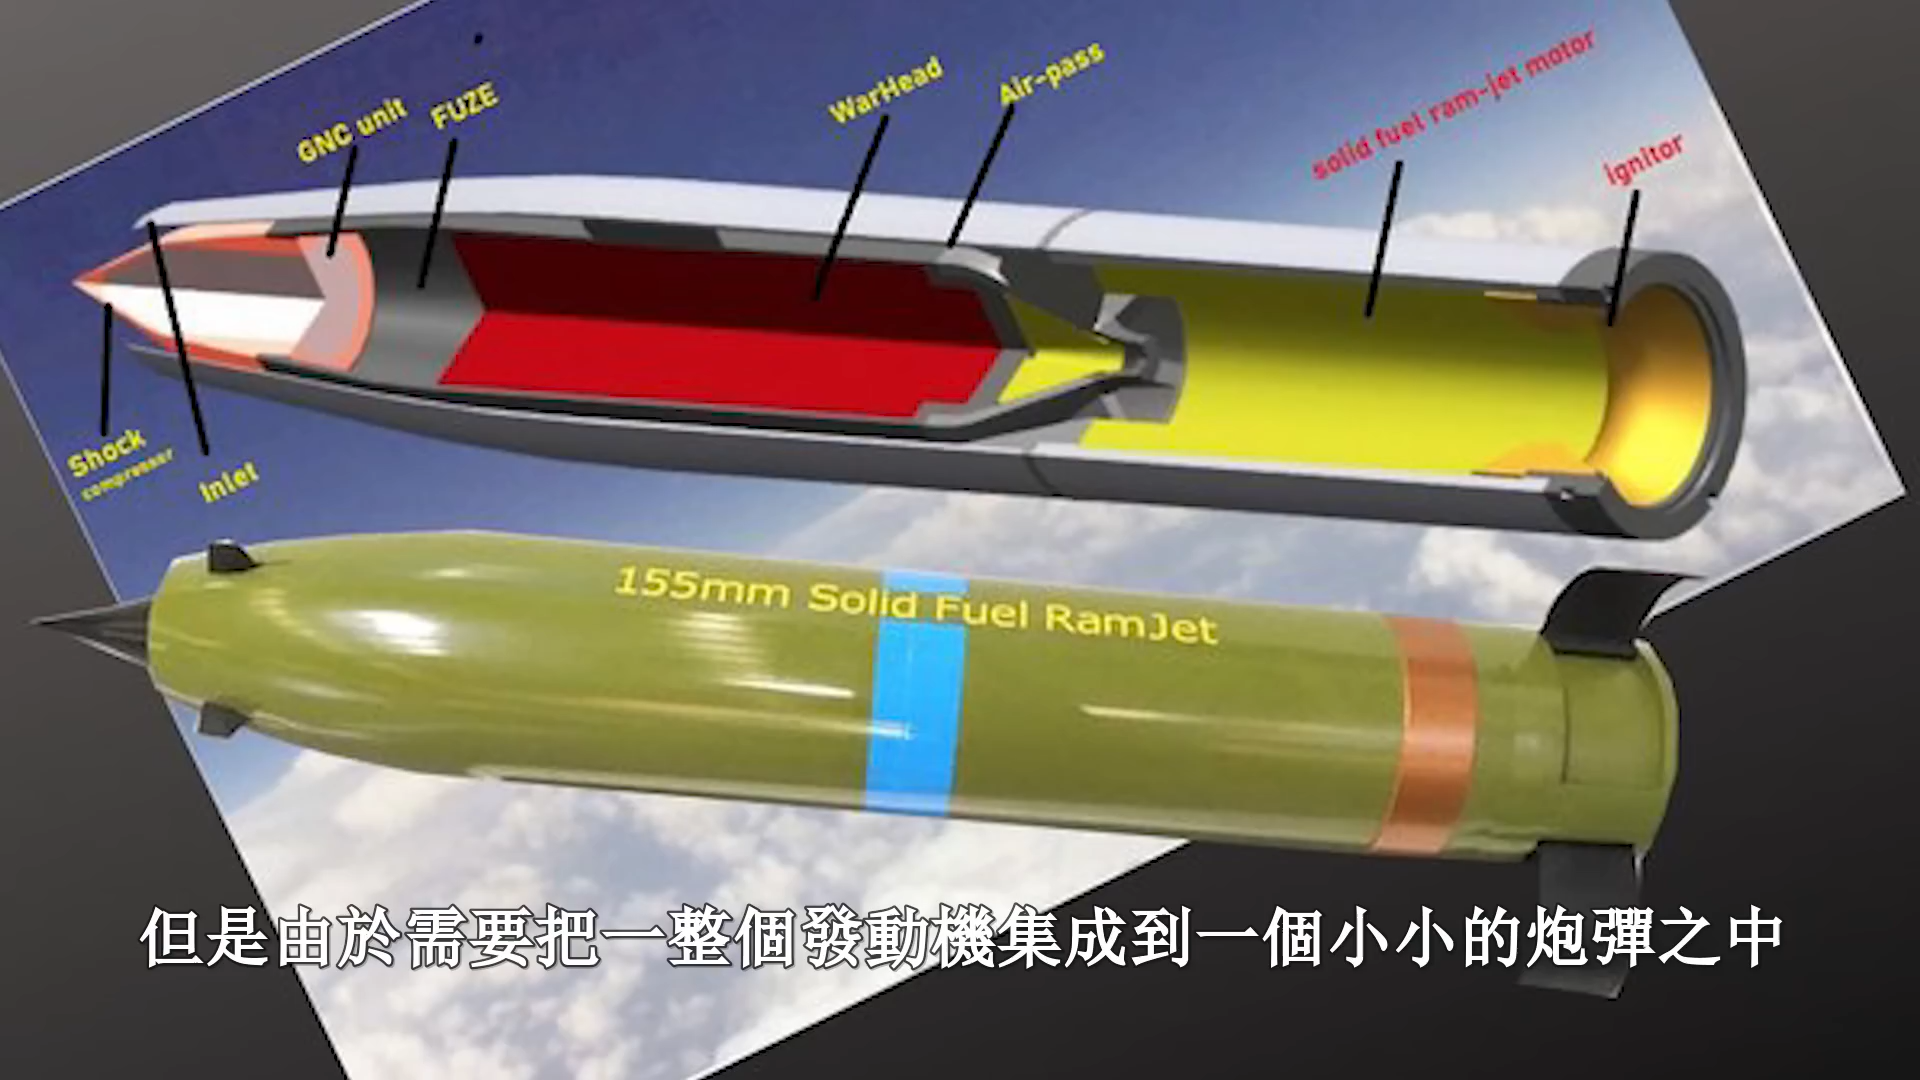 GNC unit
FUZE
WarHead
Air-pass
solid fuel ram-jet motor
ignitor
Shock
compresser
Inlet
155mm Solid Fuel RamJet
但是由於需要把一整個發動機集成到一個小小的炮彈之中